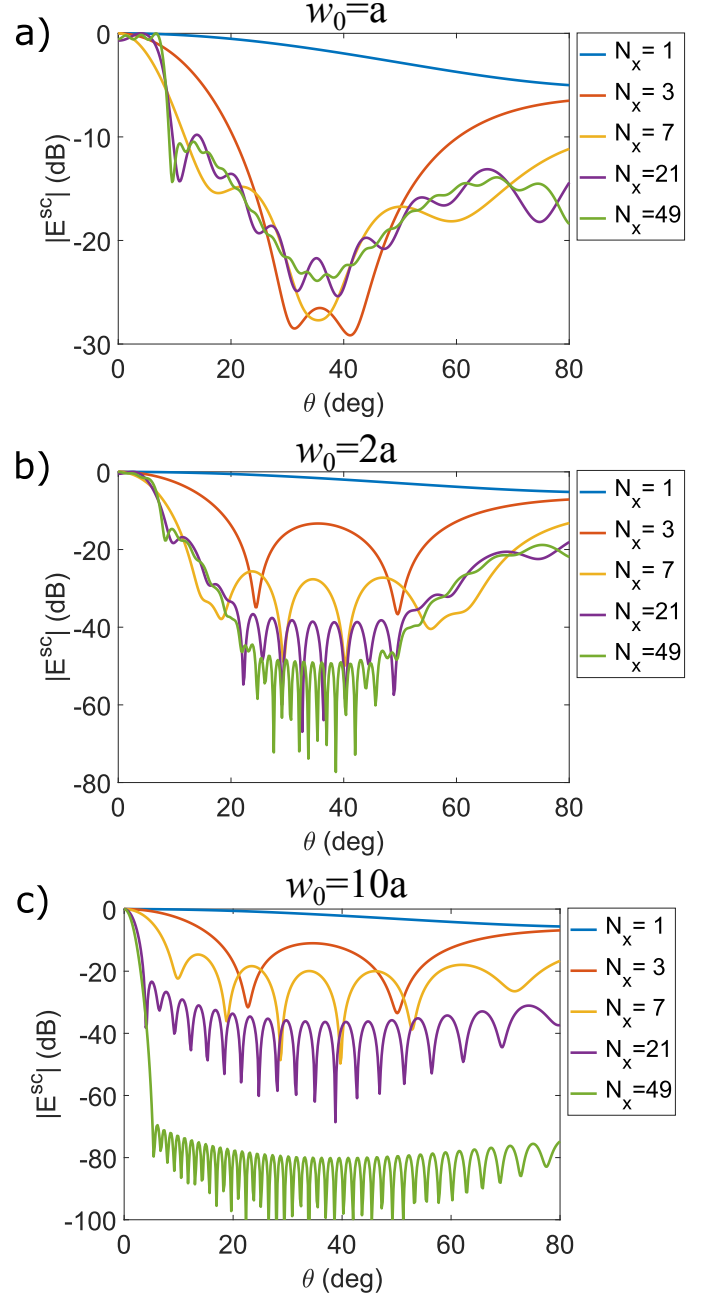 a)
w₀=a
0
-10
-20
-30
|Eˢᶜ| (dB)
0 20 40 60 80
θ (deg)
Nₓ= 1
Nₓ= 3
Nₓ= 7
Nₓ=21
Nₓ=49
b)
w₀=2a
0
-20
-40
-60
-80
|Eˢᶜ| (dB)
0 20 40 60 80
θ (deg)
Nₓ= 1
Nₓ= 3
Nₓ= 7
Nₓ=21
Nₓ=49
c)
w₀=10a
0
-20
-40
-60
-80
-100
|Eˢᶜ| (dB)
0 20 40 60 80
θ (deg)
Nₓ= 1
Nₓ= 3
Nₓ= 7
Nₓ=21
Nₓ=49